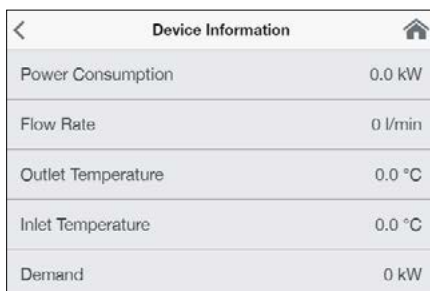 Device Information
Power Consumption 0.0 kW
Flow Rate 0 l/min
Outlet Temperature 0.0 °C
Inlet Temperature 0.0 °C
Demand 0 kW